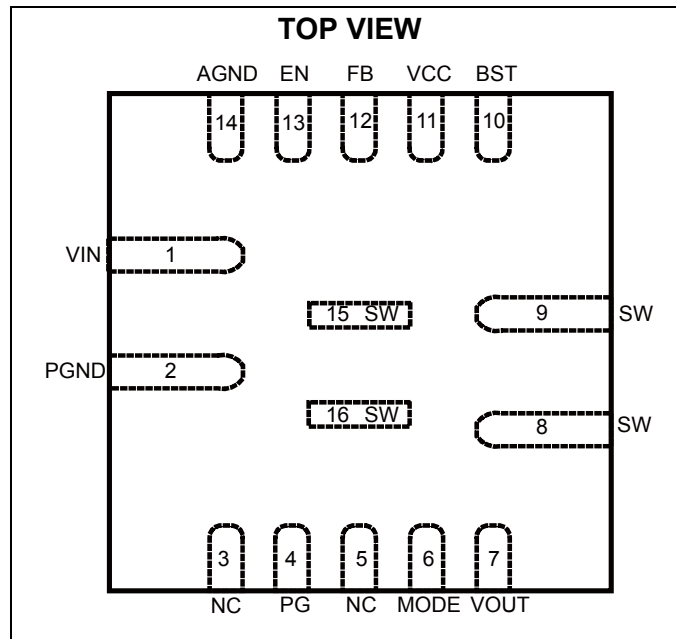 TOP VIEW
AGND EN FB VCC BST
14 13 12 11 10
VIN 1
15 SW 9 SW
PGND 2
16 SW 8 SW
3 4 5 6 7
NC PG NC MODE VOUT